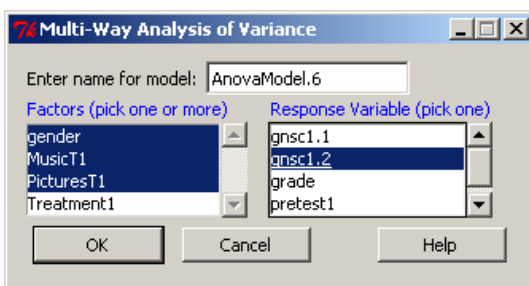 7% Multi-Way Analysis of Variance
Enter name for model: AnovaModel.6
Factors (pick one or more) Response Variable (pick one)
gender gnsc1.1
MusicT1 gnsc1.2
PicturesT1 grade
Treatment1 pretest1
OK Cancel Help